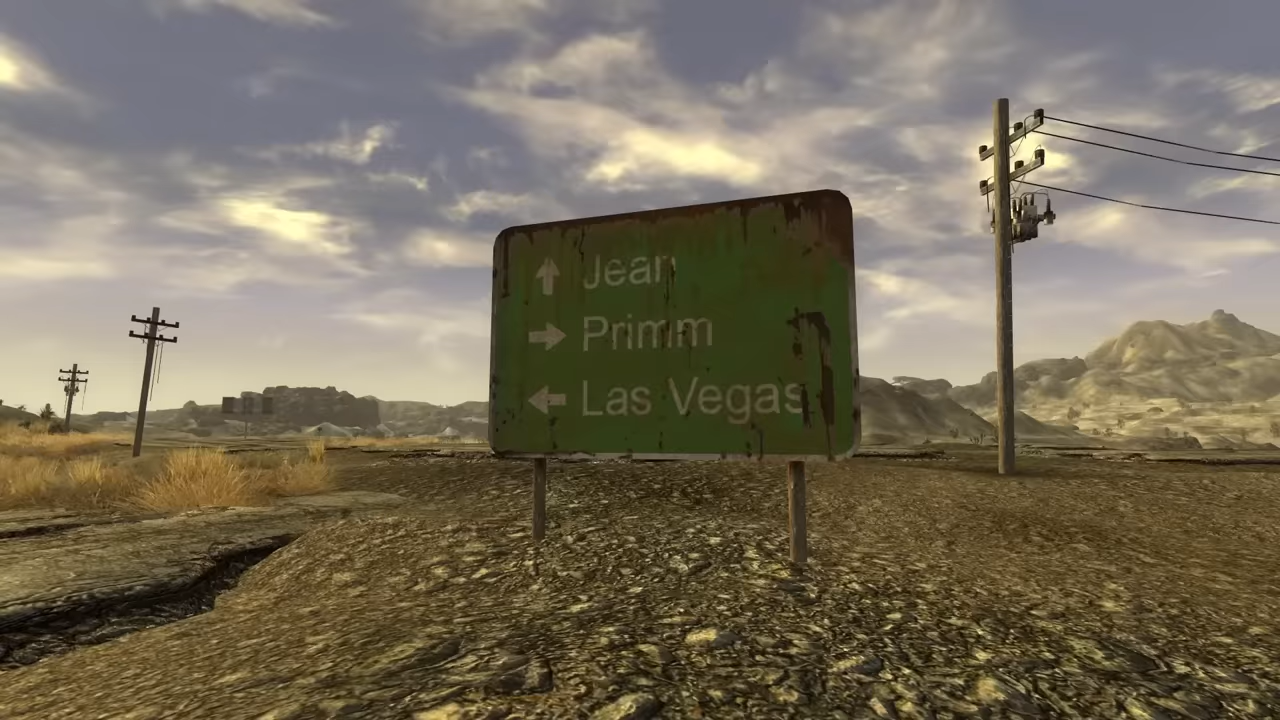 ↑ Jean
→ Primm
← Las Vegas